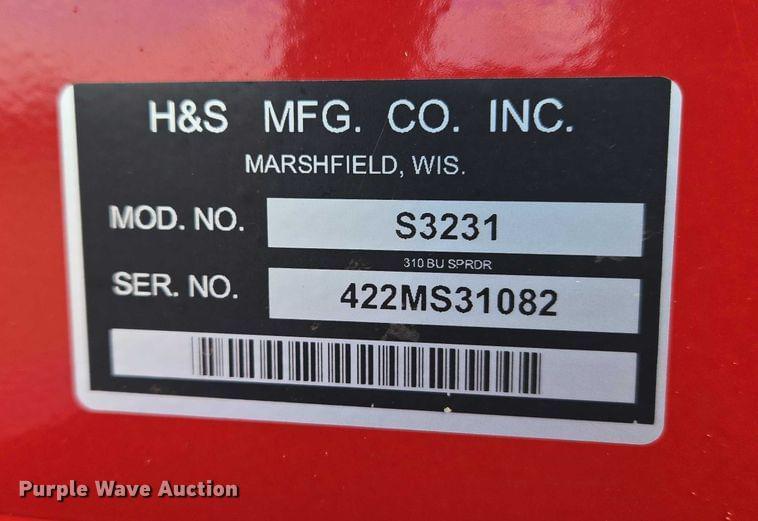 H&S MFG. CO. INC.
MARSHFIELD, WIS.
MOD. NO. S3231
310 BU SPRDR
SER. NO. 422MS31082
Purple Wave Auction